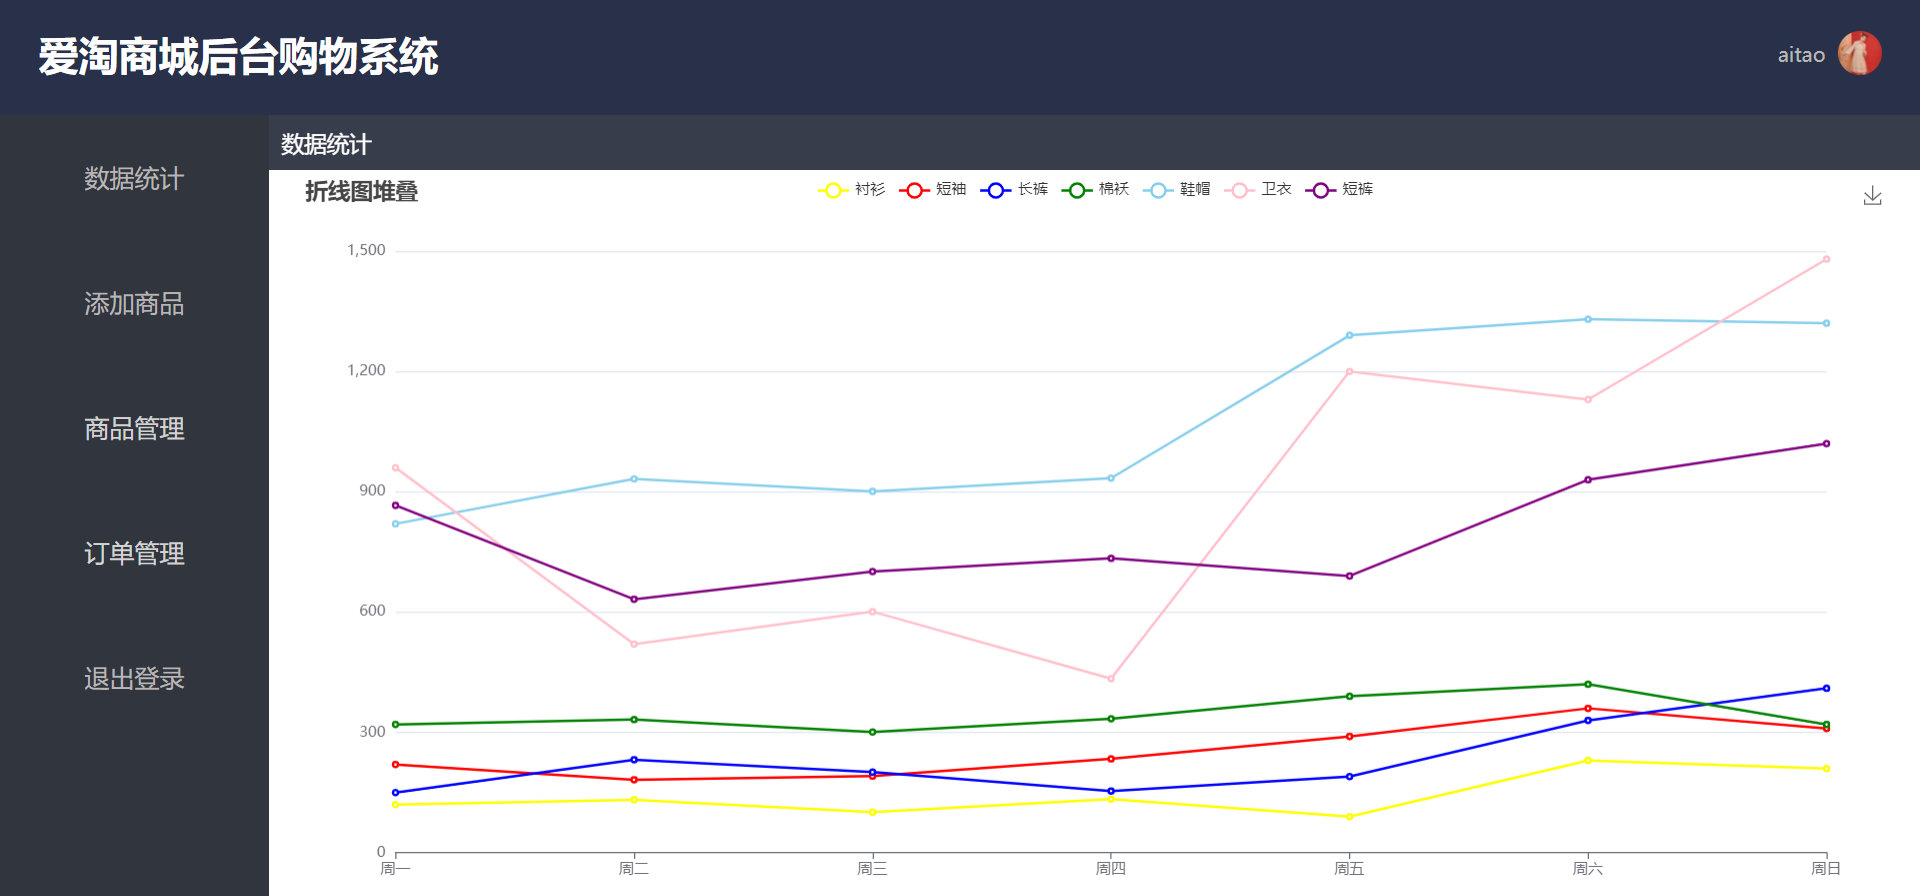 爱淘商城后台购物系统
aitao
数据统计
添加商品
商品管理
订单管理
退出登录
数据统计
折线图堆叠
衬衫 短袖 长裤 棉袄 鞋帽 卫衣 短裤
1,500
1,200
900
600
300
0
周一 周二 周三 周四 周五 周六 周日